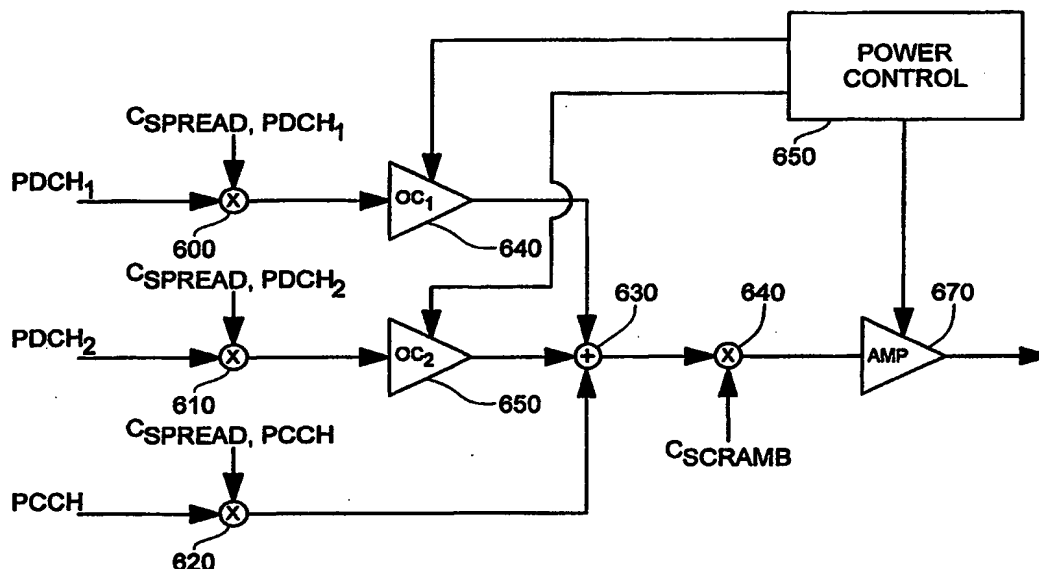 POWER
CONTROL
650
CSPREAD, PDCH1
PDCH1
600
OC1
640
CSPREAD, PDCH2
PDCH2
610
OC2
650
630
640
670
AMP
CSCRAMB
CSPREAD, PCCH
PCCH
620